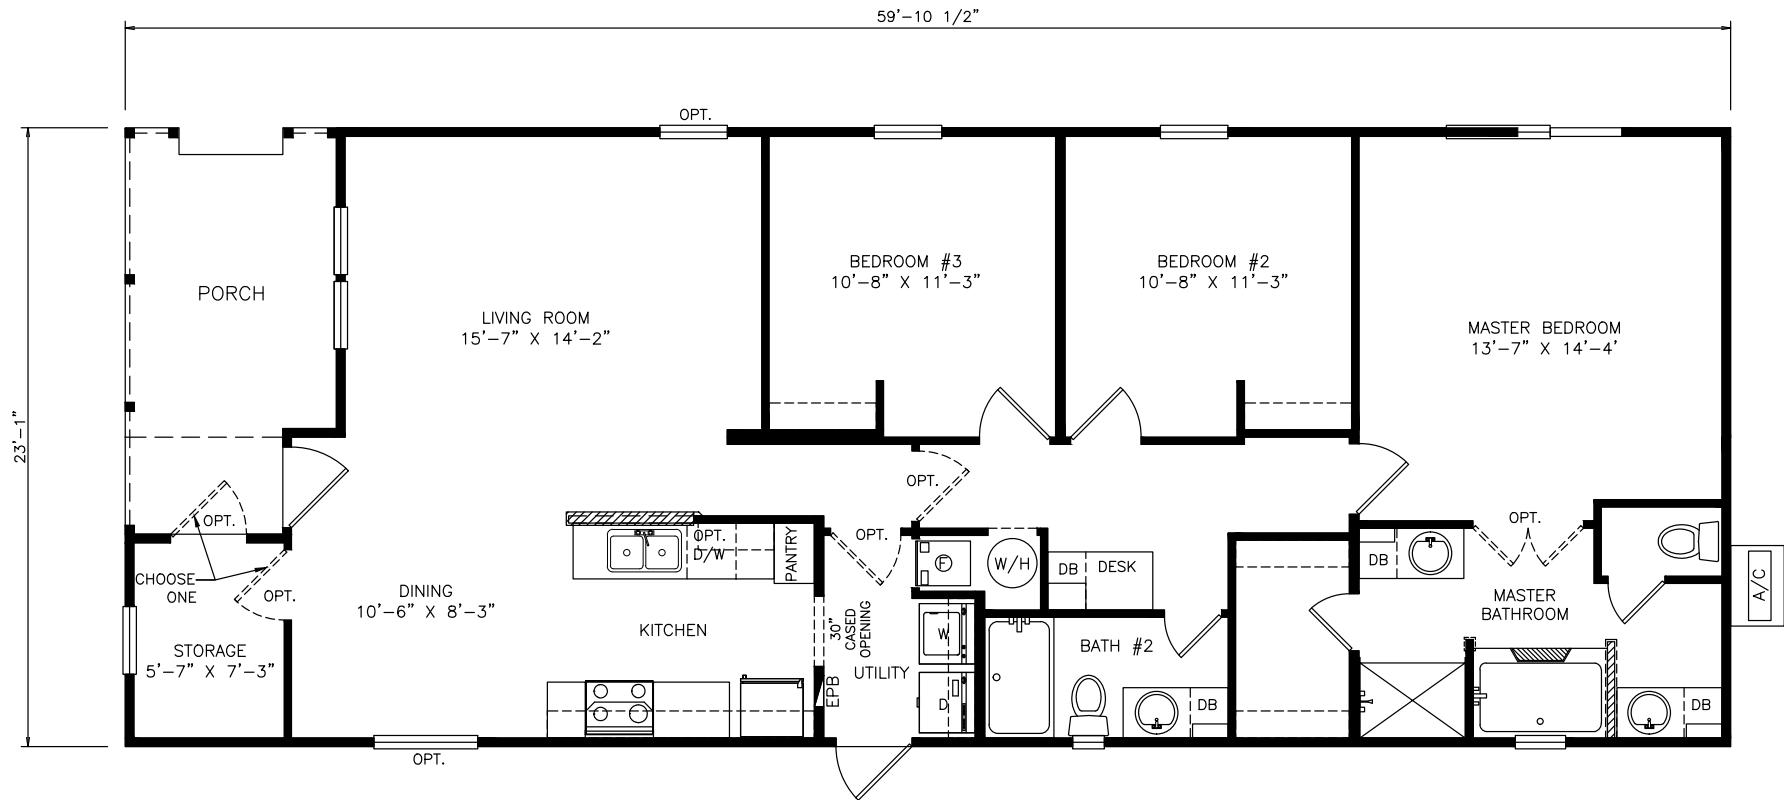 59'-10 1/2"
OPT.
23'-1"
PORCH
LIVING ROOM
15'-7" X 14'-2"
BEDROOM #3
10'-8" X 11'-3"
BEDROOM #2
10'-8" X 11'-3"
MASTER BEDROOM
13'-7" X 14'-4'
OPT.
OPT.
OPT.
D/W
PANTRY
OPT.
OPT.
CHOOSE
ONE
OPT.
DINING
10'-6" X 8'-3"
KITCHEN
30"
CASED
OPENING
F
W/H
DB
DESK
DB
MASTER
BATHROOM
A/C
STORAGE
5'-7" X 7'-3"
EPB
UTILITY
W
D
BATH #2
DB
DB
OPT.